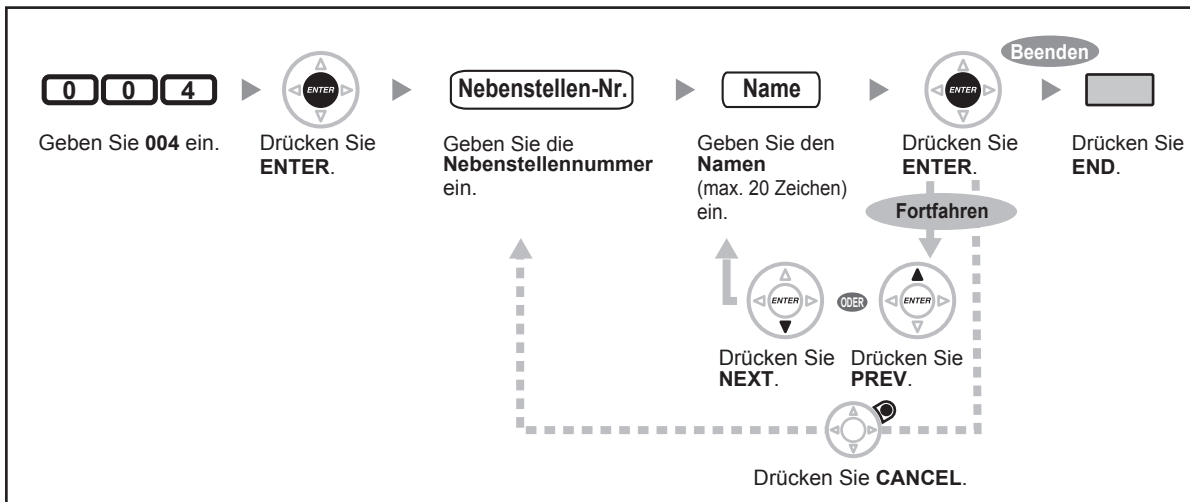 Beenden
0 0 4
ENTER
Nebenstellen-Nr.
Name
ENTER
Geben Sie 004 ein.
Drücken Sie
ENTER.
Geben Sie die
Nebenstellennummer
ein.
Geben Sie den
Namen
(max. 20 Zeichen)
ein.
Drücken Sie
ENTER.
Drücken Sie
END.
Fortfahren
ENTER
ODER
ENTER
Drücken Sie
NEXT.
Drücken Sie
PREV.
Drücken Sie CANCEL.